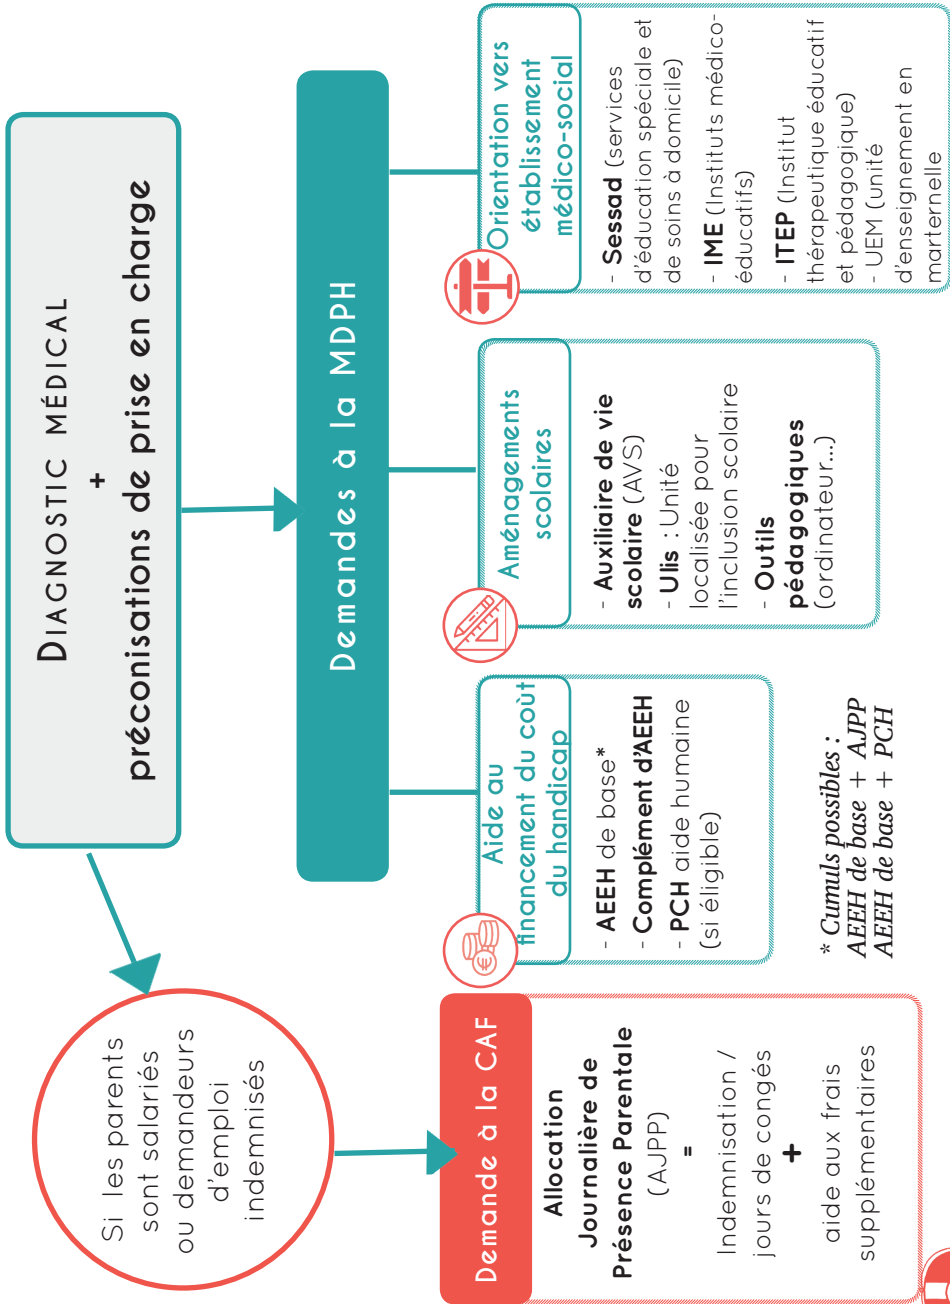 DIAGNOSTIC MÉDICAL
+
préconisations de prise en charge
Si les parents
sont salariés
ou demandeurs
d'emploi
indemnisés
Demandes à la MDPH
Demande à la CAF
Allocation
Journalière de
Présence Parentale
(AJPP)
=
Indemnisation /
jours de congés
+
aide aux frais
supplémentaires
Aide au
financement du coùt
du handicap
- AEEH de base*
- Complément d'AEEH
- PCH aide humaine
(si éligible)
* Cumuls possibles :
AEEH de base + AJPP
AEEH de base + PCH
Aménagements
scolaires
- Auxiliaire de vie
scolaire (AVS)
- Ulis : Unité
localisée pour
l'inclusion scolaire
- Outils
pédagogiques
(ordinateur...)
Orientation vers
établissement
médico-social
- Sessad (services
d'éducation spéciale et
de soins à domicile)
- IME (Instituts médico-
éducatifs)
- ITEP (Institut
thérapeutique éducatif
et pédagogique)
- UEM (unité
d'enseignement en
marternelle